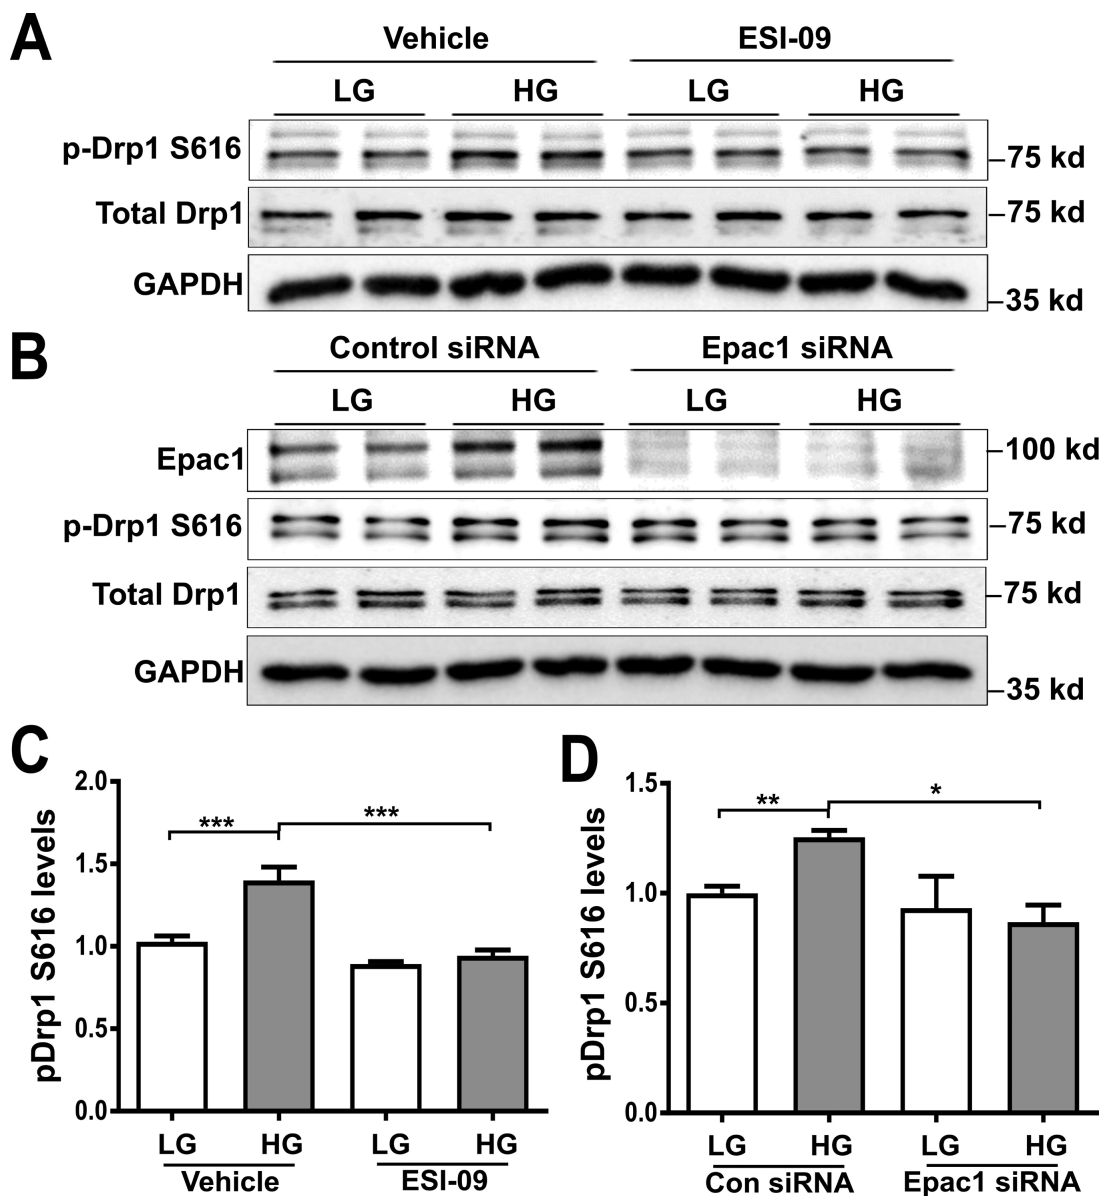 A
Vehicle ESI-09
LG HG LG HG
p-Drp1 S616 75 kd
Total Drp1 75 kd
GAPDH 35 kd
B
Control siRNA Epac1 siRNA
LG HG LG HG
Epac1 100 kd
p-Drp1 S616 75 kd
Total Drp1 75 kd
GAPDH 35 kd
C
pDrp1 S616 levels
2.0
1.5
1.0
0.5
0.0
*** ***
LG HG LG HG
Vehicle ESI-09
D
pDrp1 S616 levels
1.5
1.0
0.5
0.0
** *
LG HG LG HG
Con siRNA Epac1 siRNA